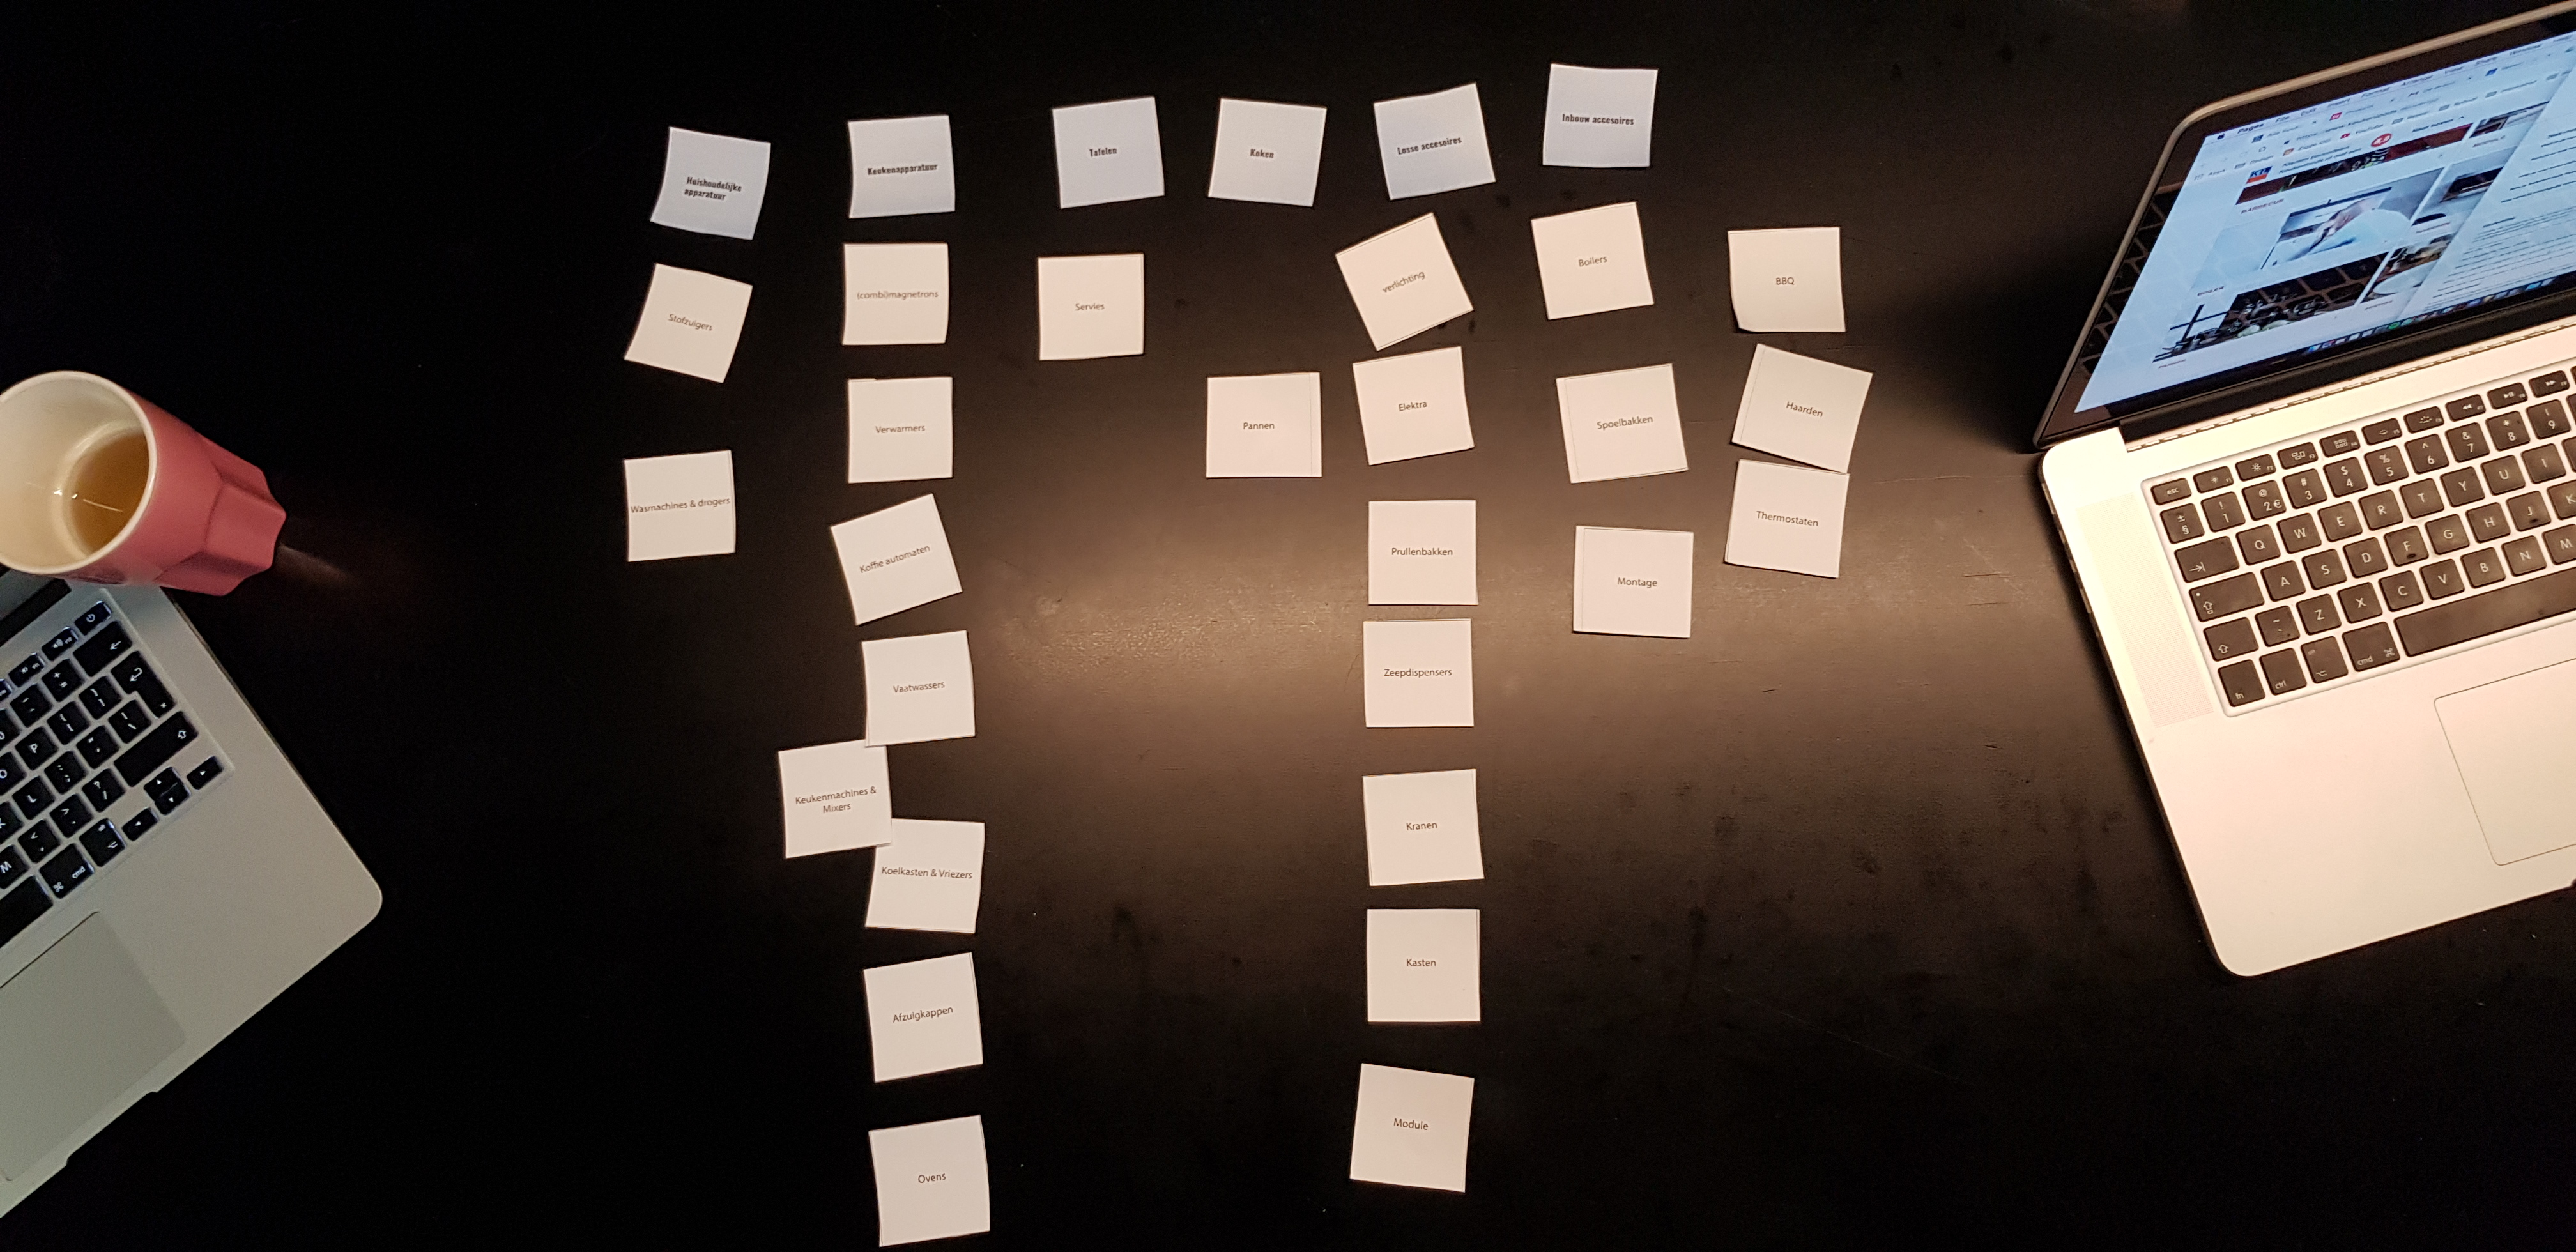 Huishoudelijke
apparatuur
Stofzuigers
Wasmachines & drogers
Keukenapparatuur
(combi)magnetrons
Verwarmers
Koffie automaten
Vaatwassers
Keukenmachines &
Mixers
Koelkasten & Vriezers
Afzuigkappen
Ovens
Tafelen
Servies
Koken
Pannen
Losse accesoires
verlichting
Elektra
Prullenbakken
Zeepdispensers
Kranen
Kasten
Module
Inbouw accesoires
Boilers
Spoelbakken
Montage
BBQ
Haarden
Thermostaten